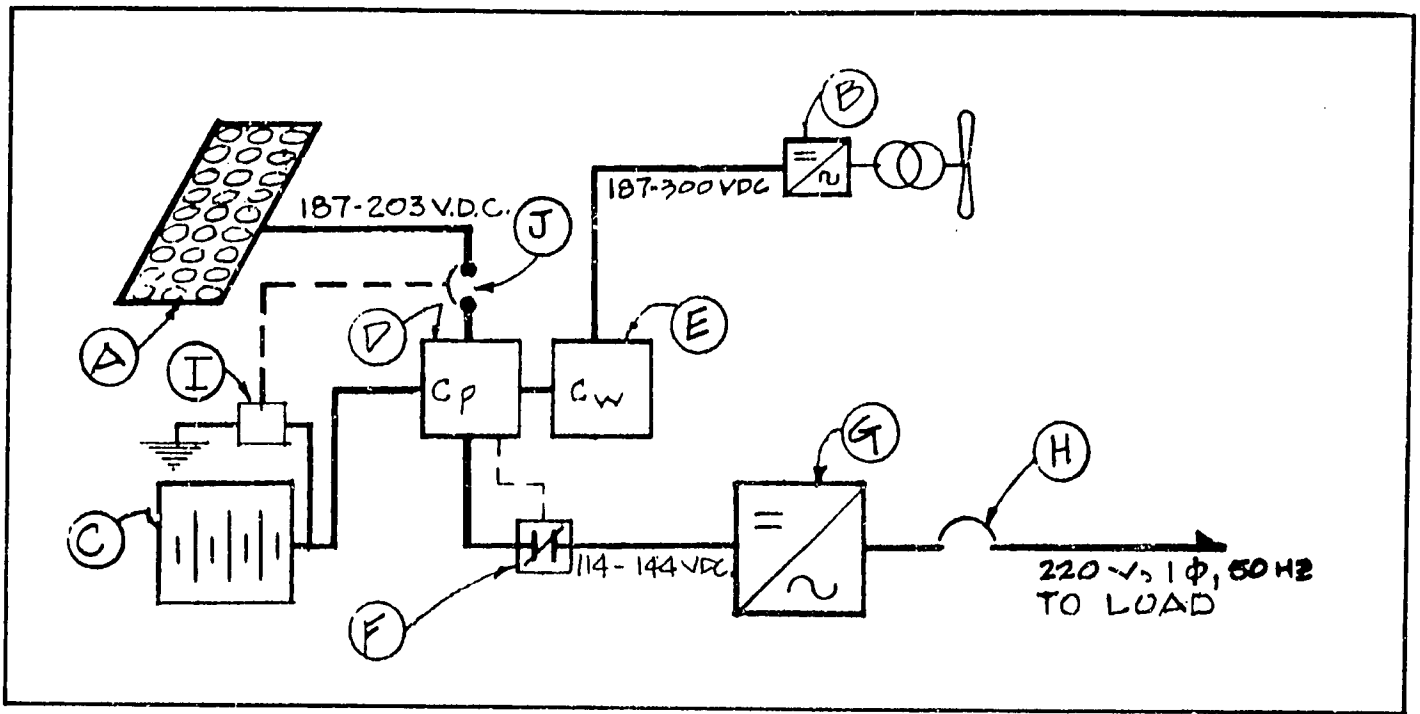 B
187-300 VDC
187-203 V.D.C.
J
D
E
A
I
Cp
Cw
G
H
C
114-144 VDC.
220 V, 1 Φ, 50 HZ
TO LOAD
F